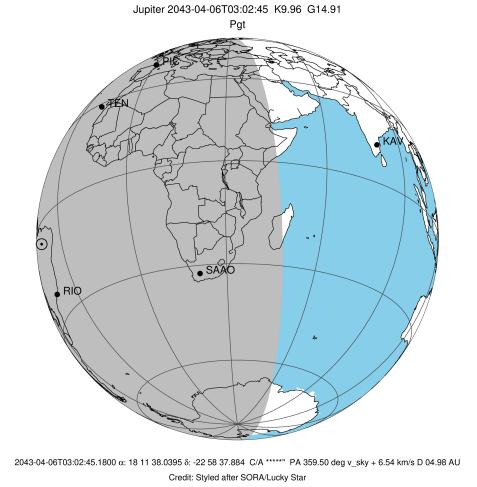 Jupiter 2043-04-06T03:02:45 K9.96 G14.91
Pgt
PIC
TEN
KAV
SAAO
RIO
2043-04-06T03:02:45.1800 α: 18 11 38.0395 δ: -22 58 37.884 C/A *****" PA 359.50 deg v_sky + 6.54 km/s D 04.98 AU
Credit: Styled after SORA/Lucky Star